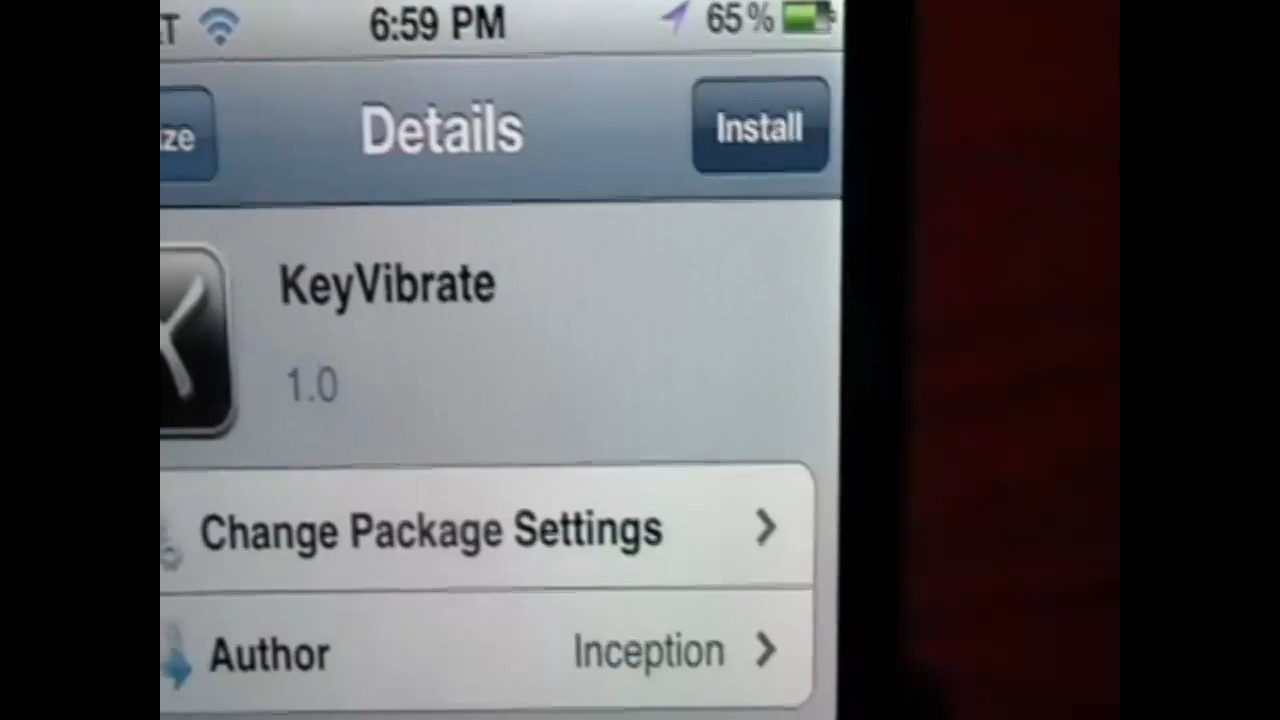 T 6:59 PM 65%
ze Details Install
KeyVibrate
1.0
Change Package Settings
Author Inception